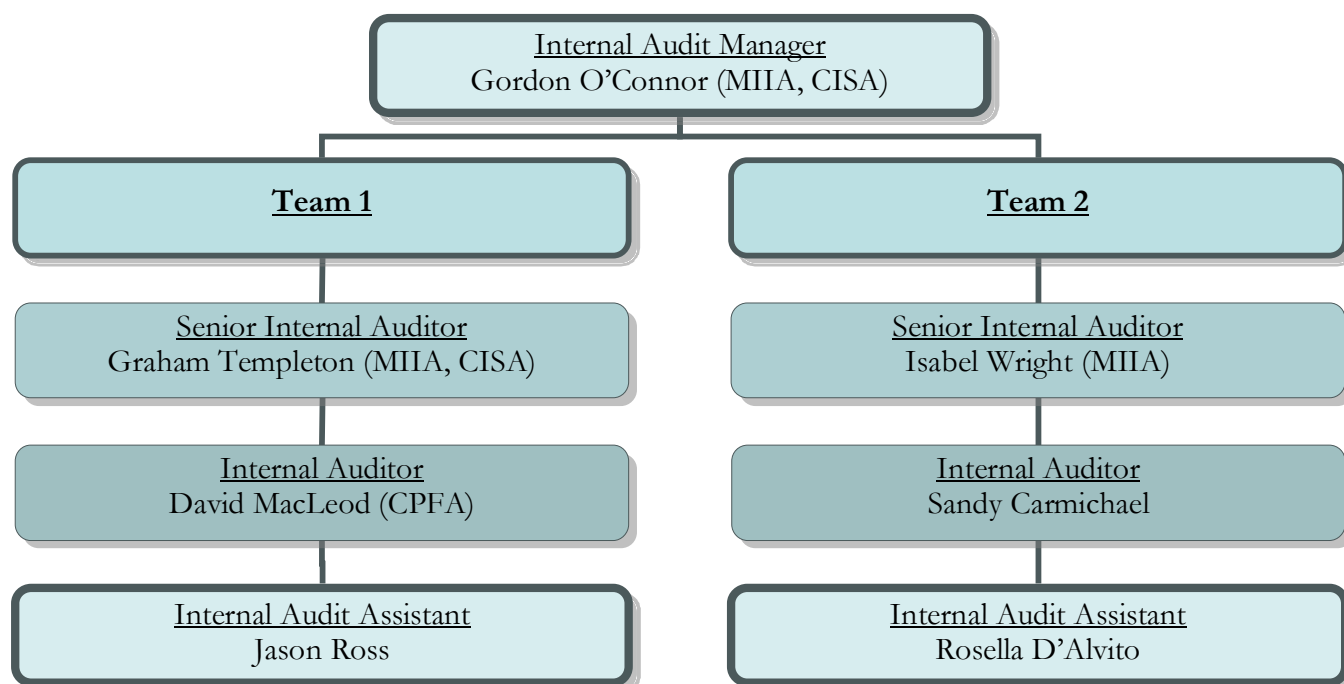 Internal Audit Manager
Gordon O’Connor (MIIA, CISA)
Team 1
Team 2
Senior Internal Auditor
Graham Templeton (MIIA, CISA)
Senior Internal Auditor
Isabel Wright (MIIA)
Internal Auditor
David MacLeod (CPFA)
Internal Auditor
Sandy Carmichael
Internal Audit Assistant
Jason Ross
Internal Audit Assistant
Rosella D’Alvito